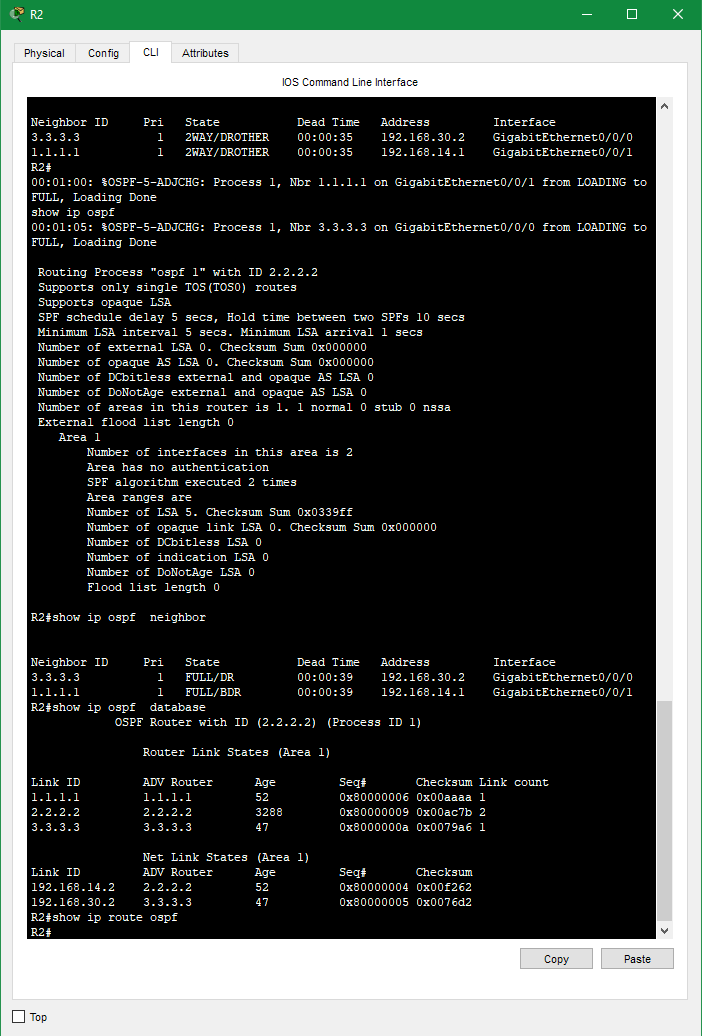 R2
Physical Config CLI Attributes
IOS Command Line Interface
Neighbor ID Pri State Dead Time Address Interface
3.3.3.3 1 2WAY/DROTHER 00:00:35 192.168.30.2 GigabitEthernet0/0/0
1.1.1.1 1 2WAY/DROTHER 00:00:35 192.168.14.1 GigabitEthernet0/0/1
R2#
00:01:00: %OSPF-5-ADJCHG: Process 1, Nbr 1.1.1.1 on GigabitEthernet0/0/1 from LOADING to
FULL, Loading Done
show ip ospf
00:01:05: %OSPF-5-ADJCHG: Process 1, Nbr 3.3.3.3 on GigabitEthernet0/0/0 from LOADING to
FULL, Loading Done
Routing Process "ospf 1" with ID 2.2.2.2
Supports only single TOS(TOS0) routes
Supports opaque LSA
SPF schedule delay 5 secs, Hold time between two SPFs 10 secs
Minimum LSA interval 5 secs. Minimum LSA arrival 1 secs
Number of external LSA 0. Checksum Sum 0x000000
Number of opaque AS LSA 0. Checksum Sum 0x000000
Number of DCbitless external and opaque AS LSA 0
Number of DoNotAge external and opaque AS LSA 0
Number of areas in this router is 1. 1 normal 0 stub 0 nssa
External flood list length 0
Area 1
Number of interfaces in this area is 2
Area has no authentication
SPF algorithm executed 2 times
Area ranges are
Number of LSA 5. Checksum Sum 0x0339ff
Number of opaque link LSA 0. Checksum Sum 0x000000
Number of DCbitless LSA 0
Number of indication LSA 0
Number of DoNotAge LSA 0
Flood list length 0
R2#show ip ospf  neighbor
Neighbor ID Pri State Dead Time Address Interface
3.3.3.3 1 FULL/DR 00:00:39 192.168.30.2 GigabitEthernet0/0/0
1.1.1.1 1 FULL/BDR 00:00:39 192.168.14.1 GigabitEthernet0/0/1
R2#show ip ospf  database
OSPF Router with ID (2.2.2.2) (Process ID 1)
Router Link States (Area 1)
Link ID ADV Router Age Seq# Checksum Link count
1.1.1.1 1.1.1.1 52 0x80000006 0x00aaaa 1
2.2.2.2 2.2.2.2 3288 0x80000009 0x00ac7b 2
3.3.3.3 3.3.3.3 47 0x8000000a 0x0079a6 1
Net Link States (Area 1)
Link ID ADV Router Age Seq# Checksum
192.168.14.2 2.2.2.2 52 0x80000004 0x00f262
192.168.30.2 3.3.3.3 47 0x80000005 0x0076d2
R2#show ip route ospf
R2#
Copy Paste
Top